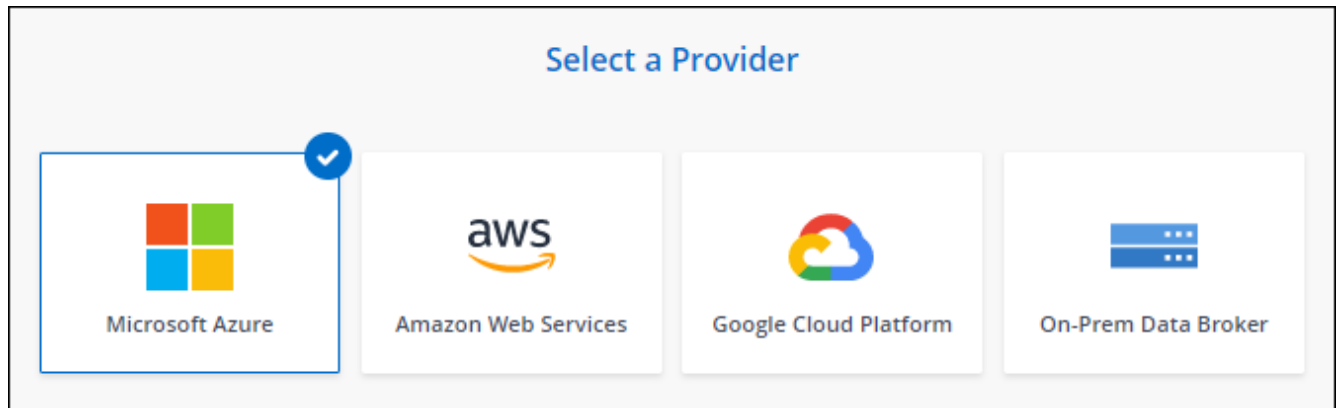 Select a Provider
aws
Microsoft Azure
Amazon Web Services
Google Cloud Platform
On-Prem Data Broker